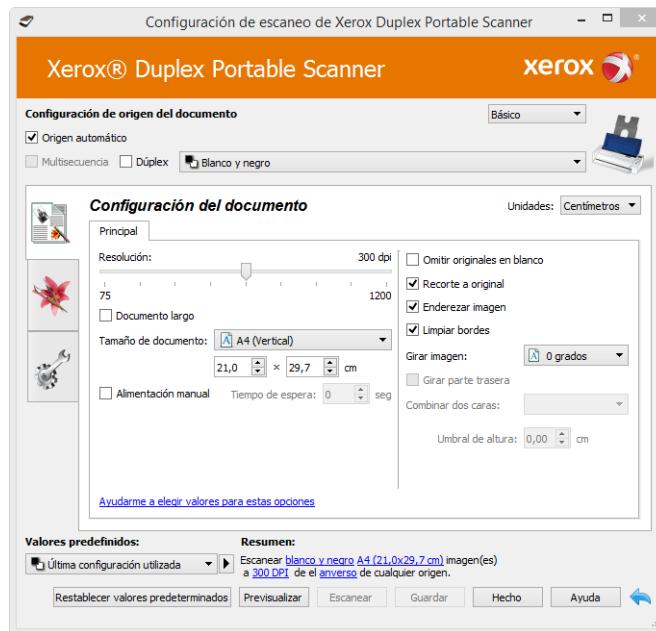 Configuración de escaneo de Xerox Duplex Portable Scanner
Xerox® Duplex Portable Scanner
xerox
Configuración de origen del documento
Básico
Origen automático
Multisecuencia
Dúplex
Blanco y negro
Configuración del documento
Unidades: Centímetros
Principal
Resolución: 300 dpi
75 1200
Documento largo
Tamaño de documento: A4 (Vertical)
21,0 × 29,7 cm
Alimentación manual Tiempo de espera: 0 seg
Omitir originales en blanco
Recorte a original
Enderezar imagen
Limpiar bordes
Girar imagen: 0 grados
Girar parte trasera
Combinar dos caras:
Umbral de altura: 0,00 cm
Ayudarme a elegir valores para estas opciones
Valores predefinidos:
Última configuración utilizada
Resumen:
Escanear blanco y negro A4 (21,0x29,7 cm) imagen(es)
a 300 DPI de el anverso de cualquier origen.
Restablecer valores predeterminados
Previsualizar
Escanear
Guardar
Hecho
Ayuda